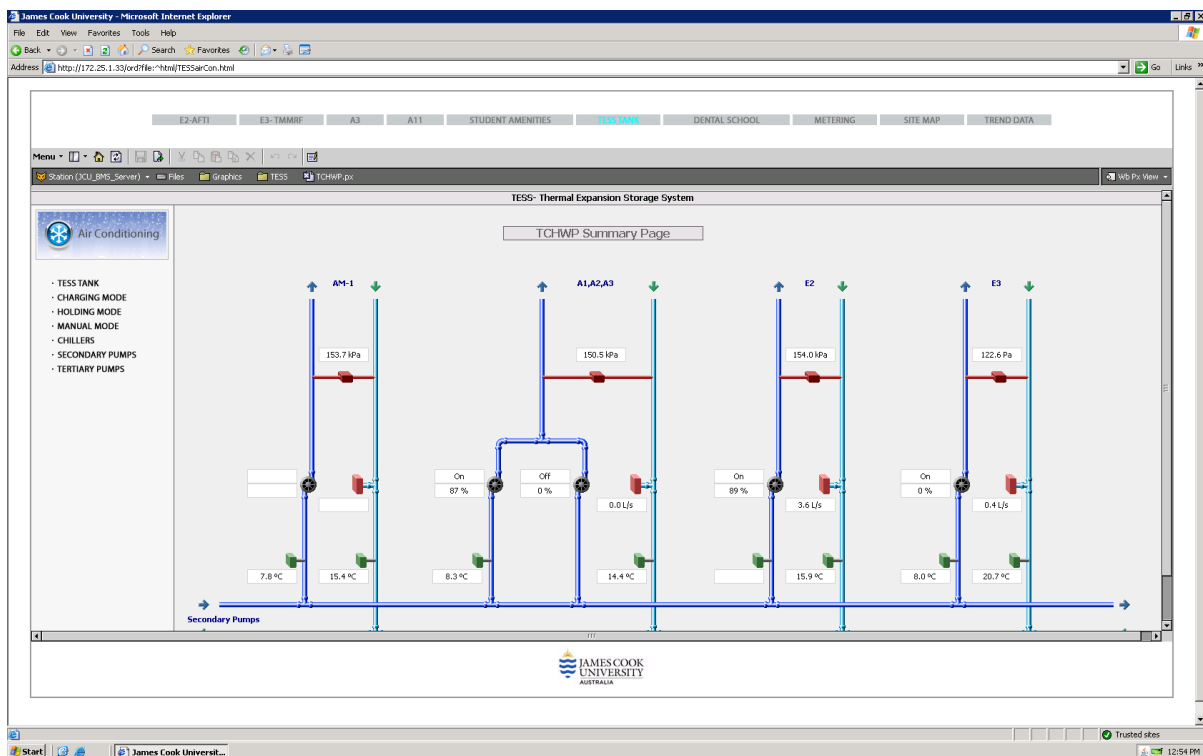 James Cook University - Microsoft Internet Explorer
File Edit View Favorites Tools Help
Back Search Favorites
Address http://172.25.1.33/ord?file:^html/TESSairCon.html Go Links »
E2-AFTI E3- TMMRF A3 A11 STUDENT AMENITIES TESS TANK DENTAL SCHOOL METERING SITE MAP TREND DATA
Menu
Station (JCU_BMS_Server) Files Graphics TESS TCHWP.px Wb Px View
TESS- Thermal Expansion Storage System
Air Conditioning
TCHWP Summary Page
· TESS TANK
· CHARGING MODE
· HOLDING MODE
· MANUAL MODE
· CHILLERS
· SECONDARY PUMPS
· TERTIARY PUMPS
AM-1 A1,A2,A3 E2 E3
153.7 kPa 150.5 kPa 154.0 kPa 122.6 Pa
On Off On On
87 % 0 % 89 % 0 %
0.0 L/s 3.6 L/s 0.4 L/s
7.8 ºC 15.4 ºC 8.3 ºC 14.4 ºC 15.9 ºC 8.0 ºC 20.7 ºC
Secondary Pumps
JAMES COOK
UNIVERSITY
AUSTRALIA
Trusted sites
Start James Cook Universit... 12:54 PM